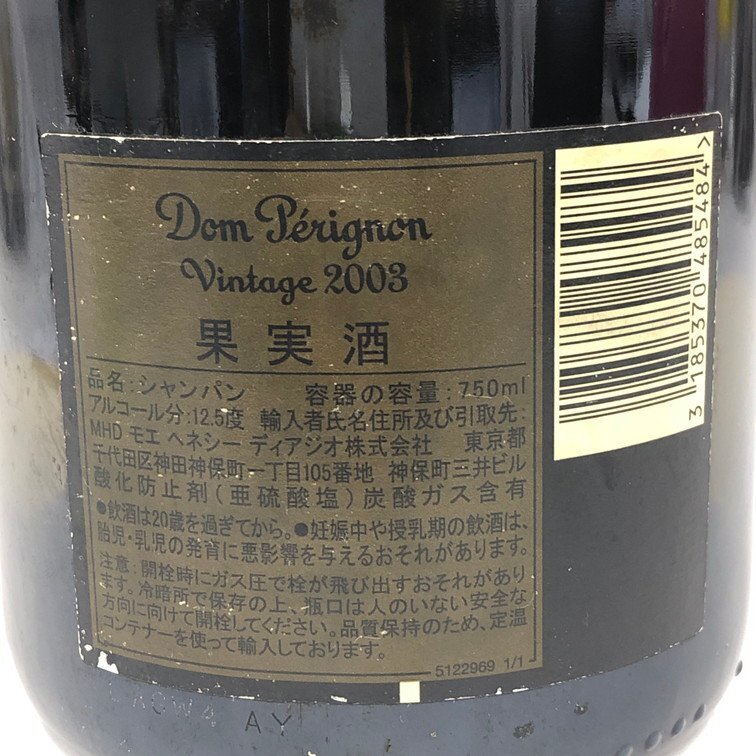 Dom Pérignon
Vintage 2003
果実酒
品名:シャンパン 容器の容量:750ml
アルコール分:12.5度 輸入者氏名住所及び引取先:
MHD モエ ヘネシー ディアジオ株式会社 東京都
千代田区神田神保町一丁目105番地 神保町三井ビル
酸化防止剤(亜硫酸塩)炭酸ガス含有
●飲酒は20歳を過ぎてから。●妊娠中や授乳期の飲酒は、
胎児・乳児の発育に悪影響を与えるおそれがあります。
注意:開栓時にガス圧で栓が飛び出すおそれがあり
ます。冷暗所で保存の上、瓶口は人のいない安全な
方向に向けて開栓してください。品質保持のため、定温
コンテナーを使って輸入しております。
5122969 1/1
3 185370 485484 >
AY